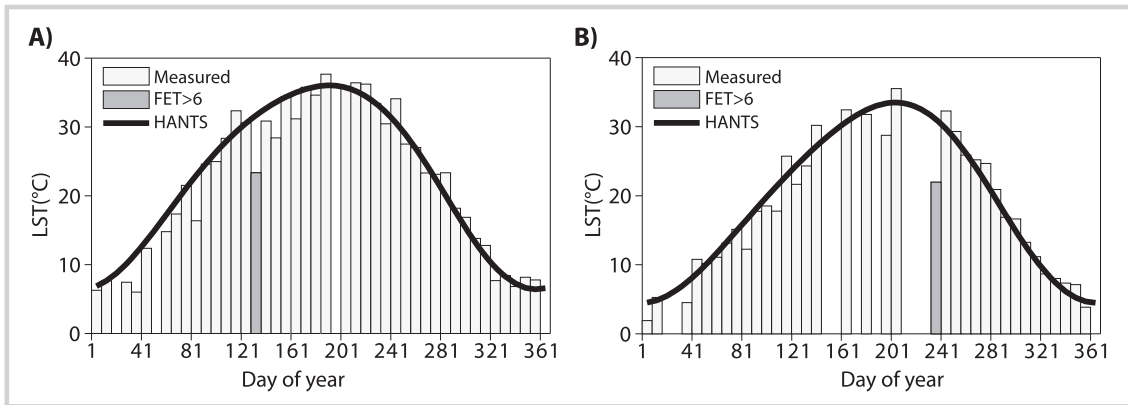 A)
40
30
20
10
0
LST(°C)
Measured
FET>6
HANTS
1 41 81 121 161 201 241 281 321 361
Day of year
B)
40
30
20
10
0
LST(°C)
Measured
FET>6
HANTS
1 41 81 121 161 201 241 281 321 361
Day of year